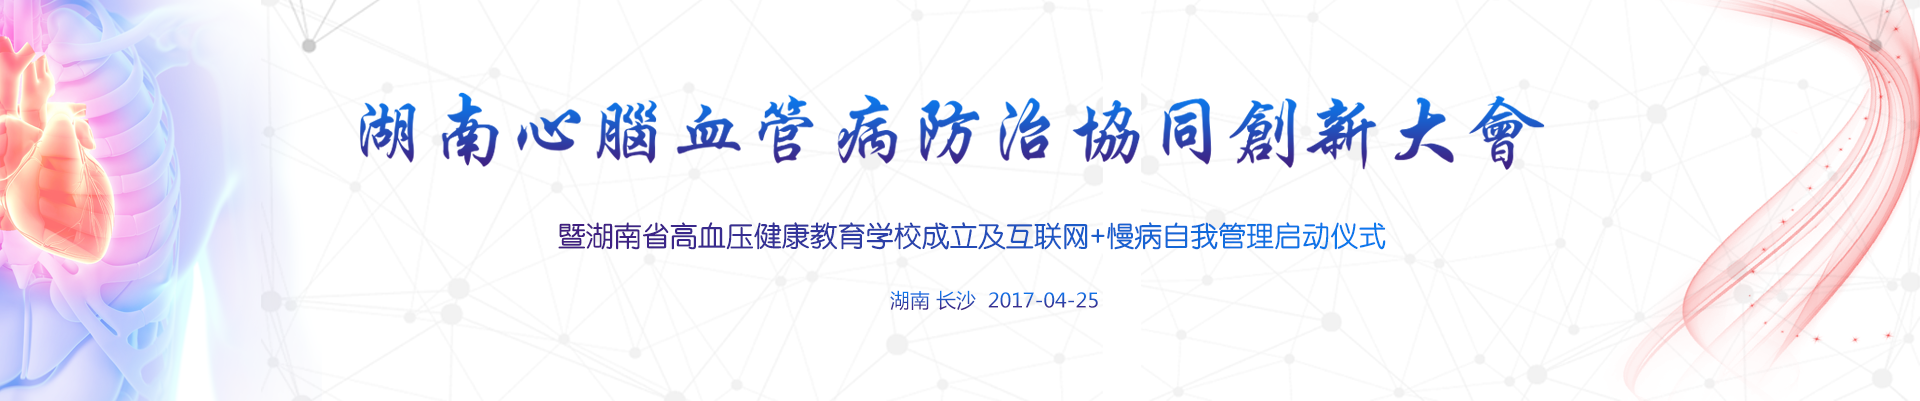 湖南心腦血管病防治協同創新大會
暨湖南省高血压健康教育学校成立及互联网+慢病自我管理启动仪式
湖南 长沙 2017-04-25